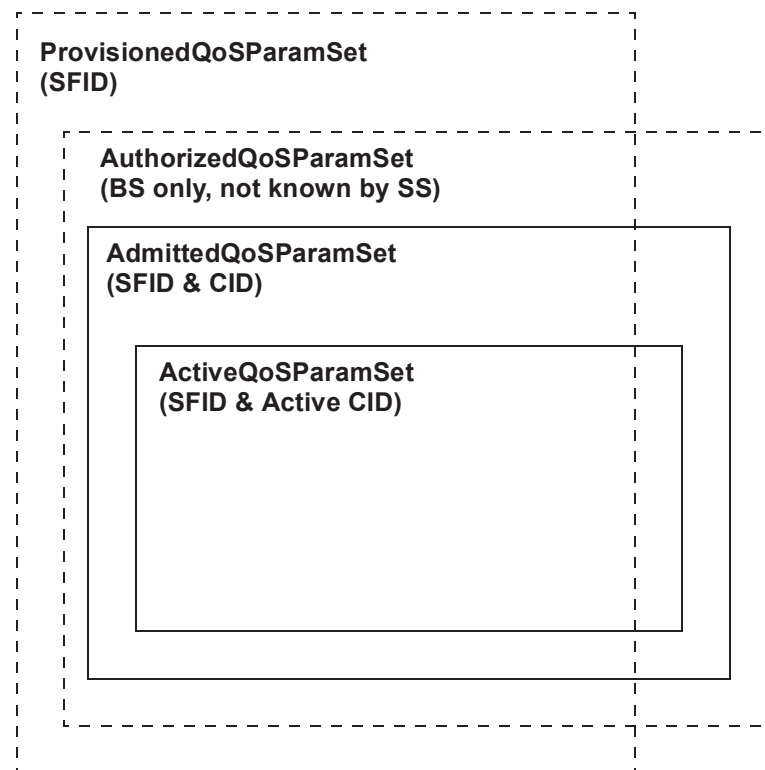 ProvisionedQoSParamSet
(SFID)
AuthorizedQoSParamSet
(BS only, not known by SS)
AdmittedQoSParamSet
(SFID & CID)
ActiveQoSParamSet
(SFID & Active CID)